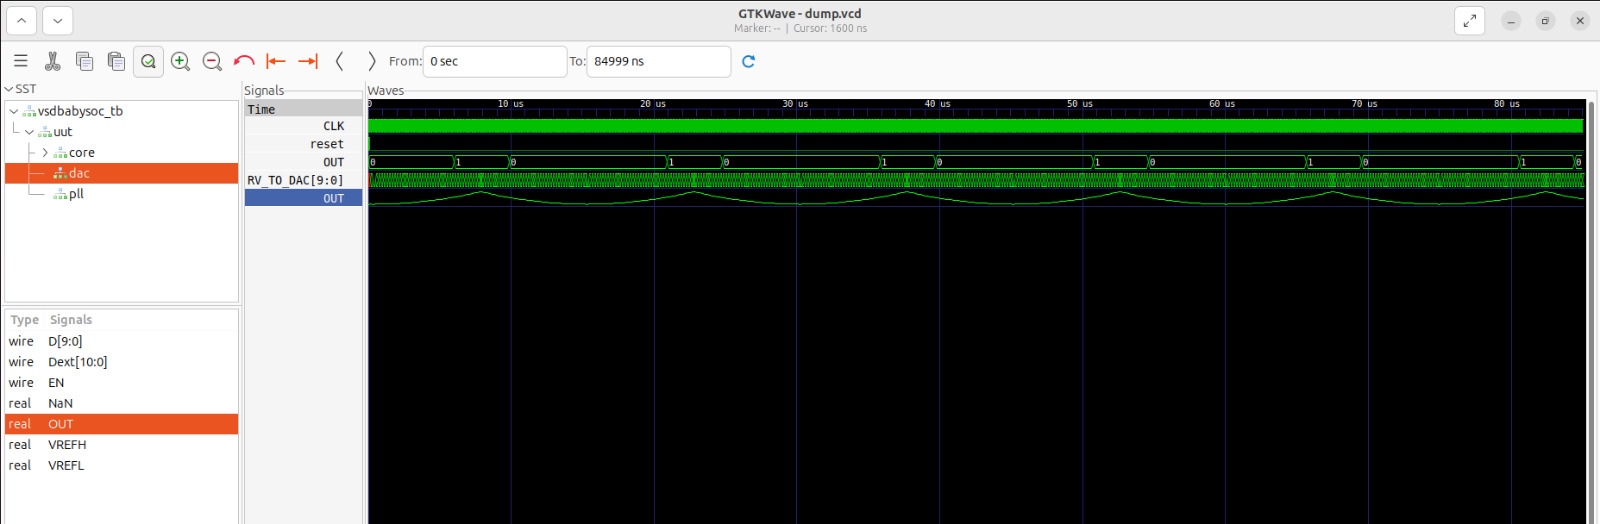 GTKWave - dump.vcd
Marker: -- | Cursor: 1600 ns
From: 0 sec To: 84999 ns
SST
vsdbabysoc_tb
uut
core
dac
pll
Type Signals
wire D[9:0]
wire Dext[10:0]
wire EN
real NaN
real OUT
real VREFH
real VREFL
Signals
Time
CLK
reset
OUT
RV_TO_DAC[9:0]
OUT
Waves
0 10 us 20 us 30 us 40 us 50 us 60 us 70 us 80 us
0 1 0 1 0 1 0 1 0 1 0 1 0